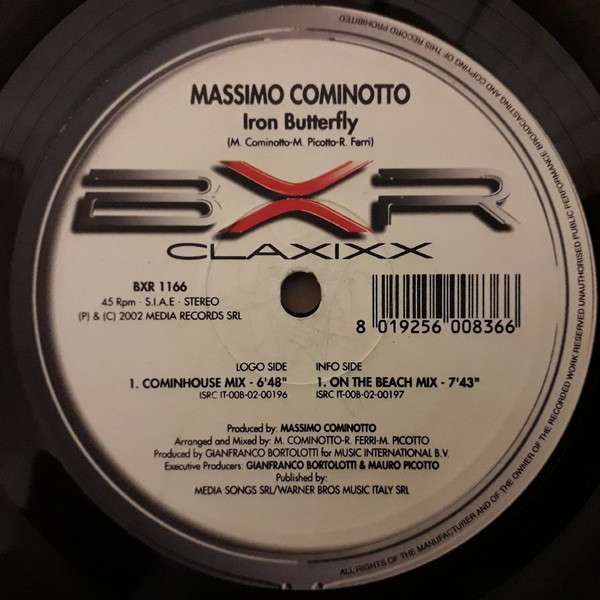 MASSIMO COMINOTTO
Iron Butterfly
(M. Cominotto-M. Picotto-R. Ferri)
BXR
CLAXIXX
BXR 1166
45 Rpm · S.I.A.E · STEREO
(P) & (C) 2002 MEDIA RECORDS SRL
8 019256 008366
LOGO SIDE
1. COMINHOUSE MIX - 6'48"
ISRC IT-00B-02-00196
INFO SIDE
1. ON THE BEACH MIX - 7'43"
ISRC IT-00B-02-00197
Produced by: MASSIMO COMINOTTO
Arranged and Mixed by: M. COMINOTTO-R. FERRI-M. PICOTTO
Produced by GIANFRANCO BORTOLOTTI for MUSIC INTERNATIONAL B.V.
Executive Producers: GIANFRANCO BORTOLOTTI & MAURO PICOTTO
Published by:
MEDIA SONGS SRL/WARNER BROS MUSIC ITALY SRL
ALL RIGHTS OF THE MANUFACTURER AND OF THE OWNER OF THE RECORDED WORK RESERVED UNAUTHORISED PUBLIC PERFORMANCE BROADCASTING AND COPYING OF THIS RECORD PROHIBITED